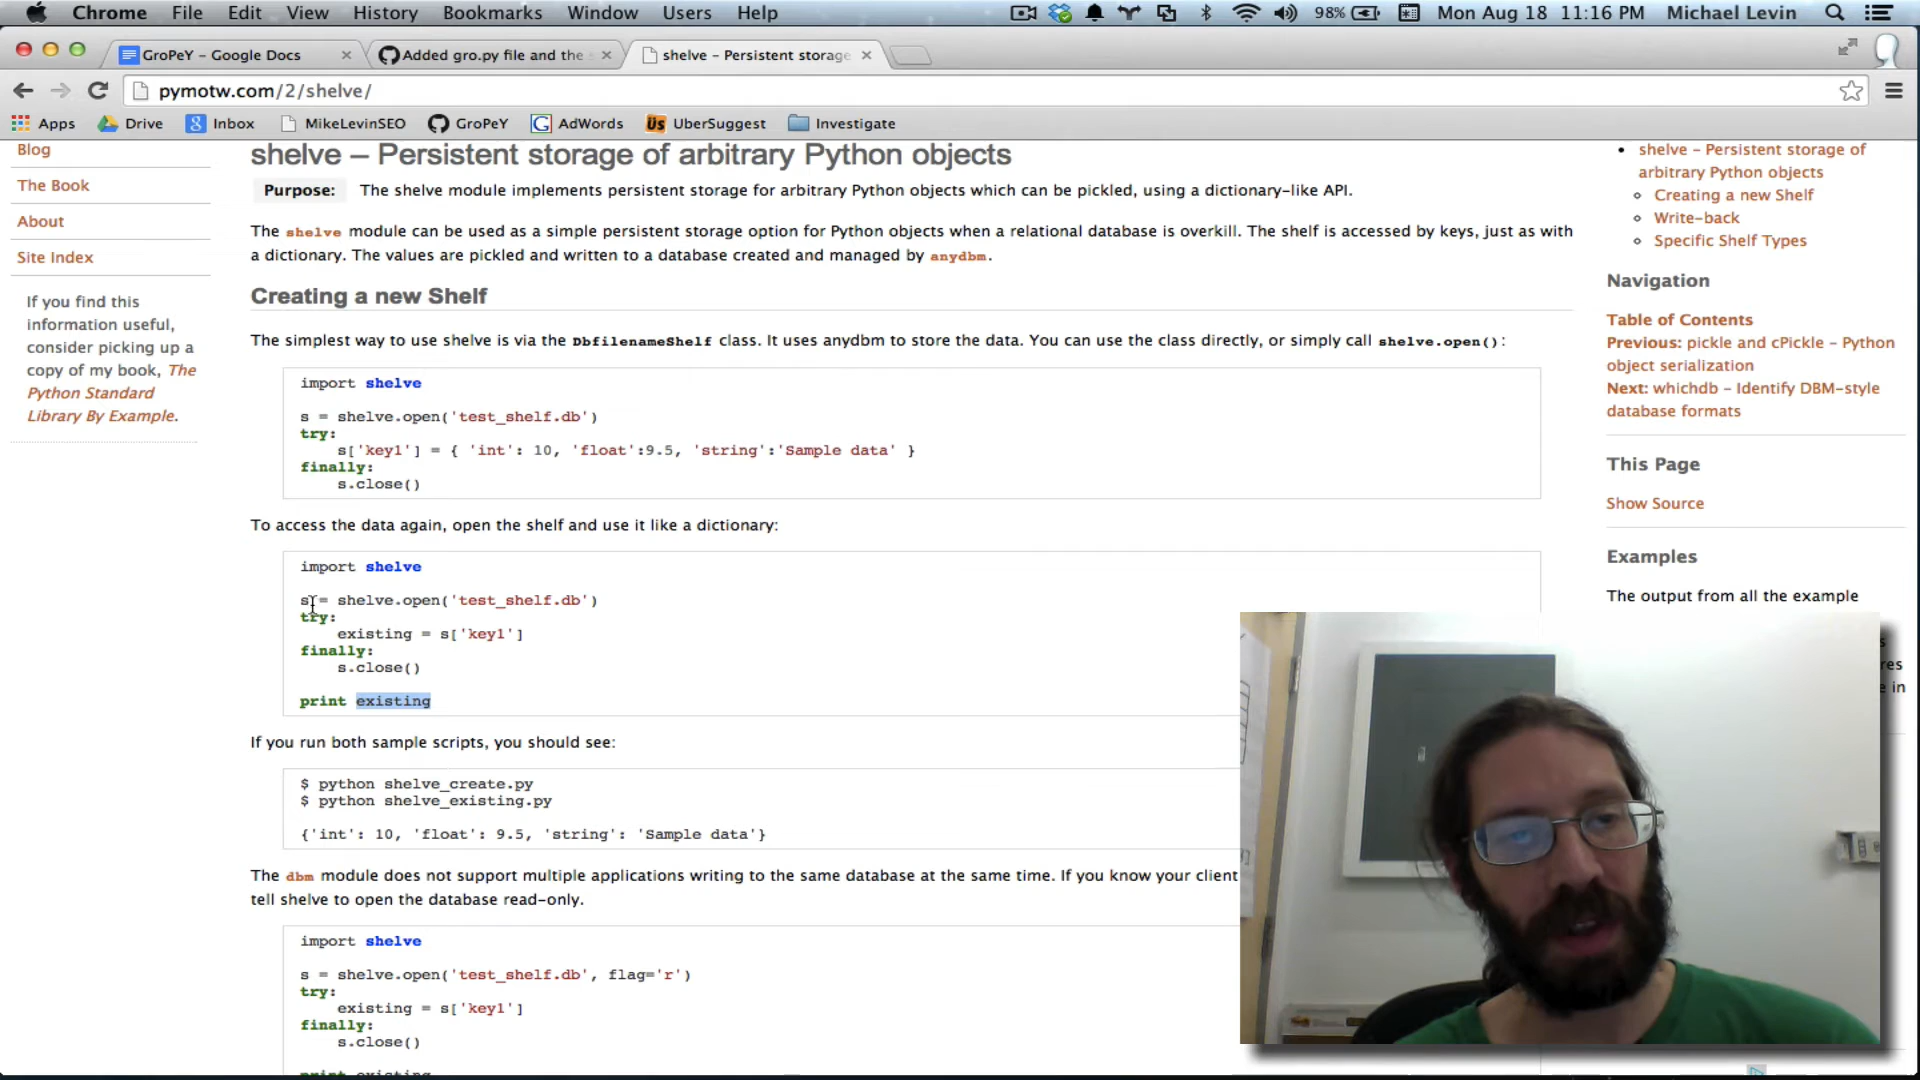 Chrome File Edit View History Bookmarks Window Users Help 98% Mon Aug 18 11:16 PM Michael Levin
GroPeY – Google Docs Added gro.py file and the shelve – Persistent storage
pymotw.com/2/shelve/
Apps Drive Inbox MikeLevinSEO GroPeY AdWords UberSuggest Investigate
Blog
The Book
About
Site Index
If you find this
information useful,
consider picking up a
copy of my book, The
Python Standard
Library By Example.
shelve – Persistent storage of arbitrary Python objects
Purpose: The shelve module implements persistent storage for arbitrary Python objects which can be pickled, using a dictionary-like API.
The shelve module can be used as a simple persistent storage option for Python objects when a relational database is overkill. The shelf is accessed by keys, just as with
a dictionary. The values are pickled and written to a database created and managed by anydbm.
Creating a new Shelf
The simplest way to use shelve is via the DbfilenameShelf class. It uses anydbm to store the data. You can use the class directly, or simply call shelve.open():
import shelve
s = shelve.open('test_shelf.db')
try:
s['key1'] = { 'int': 10, 'float':9.5, 'string':'Sample data' }
finally:
s.close()
To access the data again, open the shelf and use it like a dictionary:
import shelve
s = shelve.open('test_shelf.db')
try:
existing = s['key1']
finally:
s.close()
print existing
If you run both sample scripts, you should see:
$ python shelve_create.py
$ python shelve_existing.py
{'int': 10, 'float': 9.5, 'string': 'Sample data'}
The dbm module does not support multiple applications writing to the same database at the same time. If you know your client
tell shelve to open the database read-only.
import shelve
s = shelve.open('test_shelf.db', flag='r')
try:
existing = s['key1']
finally:
s.close()
print existing
shelve – Persistent storage of
arbitrary Python objects
Creating a new Shelf
Write-back
Specific Shelf Types
Navigation
Table of Contents
Previous: pickle and cPickle – Python
object serialization
Next: whichdb – Identify DBM-style
database formats
This Page
Show Source
Examples
The output from all the example
s
res
e in